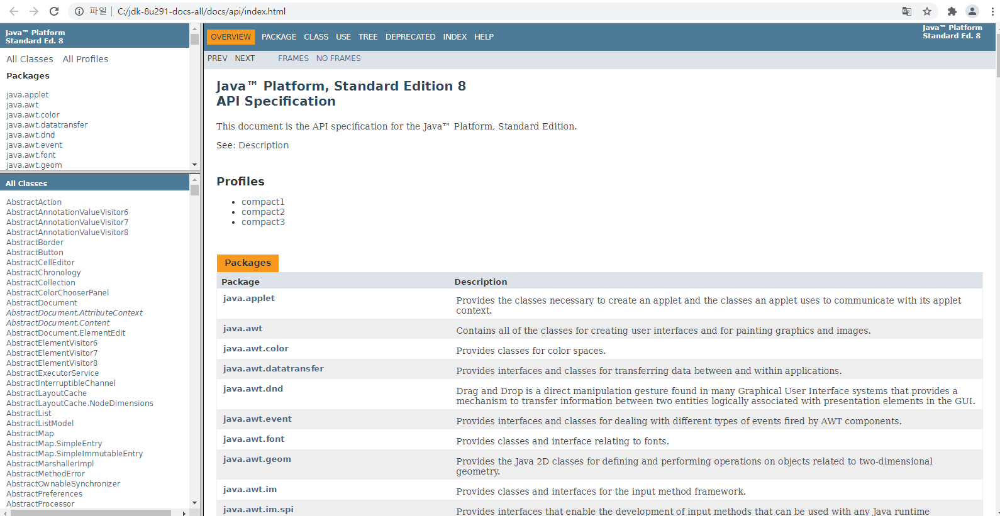 파일 C:/jdk-8u291-docs-all/docs/api/index.html
Java™ Platform
Standard Ed. 8
All Classes All Profiles
Packages
java.applet
java.awt
java.awt.color
java.awt.datatransfer
java.awt.dnd
java.awt.event
java.awt.font
java.awt.geom
All Classes
AbstractAction
AbstractAnnotationValueVisitor6
AbstractAnnotationValueVisitor7
AbstractAnnotationValueVisitor8
AbstractBorder
AbstractButton
AbstractCellEditor
AbstractChronology
AbstractCollection
AbstractColorChooserPanel
AbstractDocument
AbstractDocument.AttributeContext
AbstractDocument.Content
AbstractDocument.ElementEdit
AbstractElementVisitor6
AbstractElementVisitor7
AbstractElementVisitor8
AbstractExecutorService
AbstractInterruptibleChannel
AbstractLayoutCache
AbstractLayoutCache.NodeDimensions
AbstractList
AbstractListModel
AbstractMap
AbstractMap.SimpleEntry
AbstractMap.SimpleImmutableEntry
AbstractMarshallerImpl
AbstractMethodError
AbstractOwnableSynchronizer
AbstractPreferences
AbstractProcessor
OVERVIEW PACKAGE CLASS USE TREE DEPRECATED INDEX HELP
Java™ Platform
Standard Ed. 8
PREV NEXT FRAMES NO FRAMES
Java™ Platform, Standard Edition 8
API Specification
This document is the API specification for the Java™ Platform, Standard Edition.
See: Description
Profiles
• compact1
• compact2
• compact3
Packages
Package Description
java.applet Provides the classes necessary to create an applet and the classes an applet uses to communicate with its applet
context.
java.awt Contains all of the classes for creating user interfaces and for painting graphics and images.
java.awt.color Provides classes for color spaces.
java.awt.datatransfer Provides interfaces and classes for transferring data between and within applications.
java.awt.dnd Drag and Drop is a direct manipulation gesture found in many Graphical User Interface systems that provides a
mechanism to transfer information between two entities logically associated with presentation elements in the GUI.
java.awt.event Provides interfaces and classes for dealing with different types of events fired by AWT components.
java.awt.font Provides classes and interface relating to fonts.
java.awt.geom Provides the Java 2D classes for defining and performing operations on objects related to two-dimensional
geometry.
java.awt.im Provides classes and interfaces for the input method framework.
java.awt.im.spi Provides interfaces that enable the development of input methods that can be used with any Java runtime